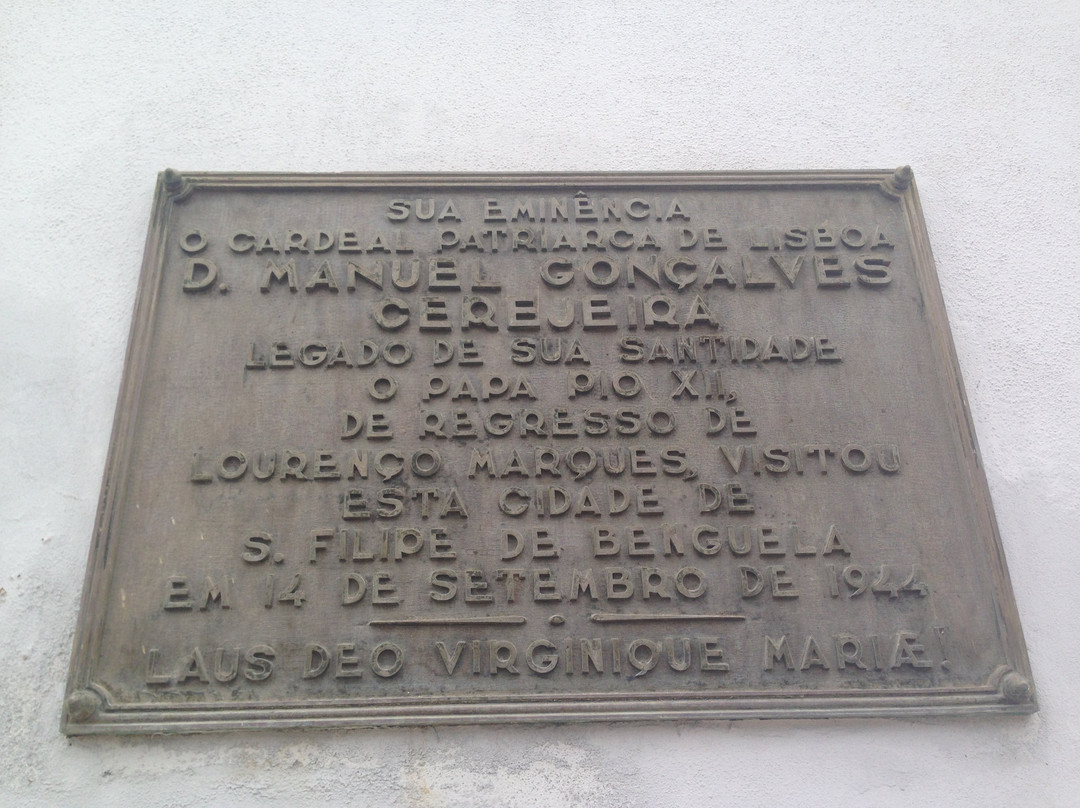 SUA EMINÊNCIA
O CARDEAL PATRIARCA DE LISBÔA
D. MANUEL GONÇALVES
CEREJEIRA
LEGADO DE SUA SANTIDADE
O PAPA PIO XII,
DE REGRESSO DE
LOURENÇO MARQUES, VISITOU
ESTA CIDADE DE
S. FILIPE DE BENGUELA
EM 14 DE SETEMBRO DE 1944
LAUS DEO VIRGINIQUE MARIÆ!